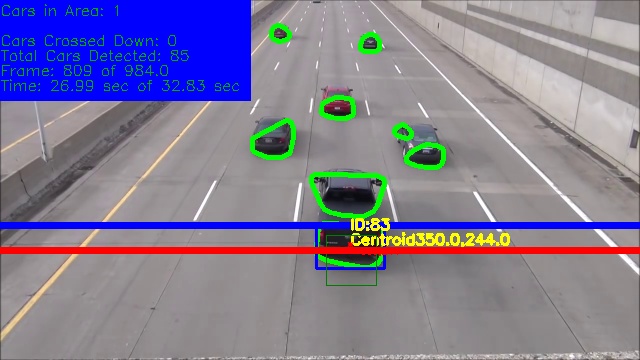 Cars in Area: 1
Cars Crossed Down: 0
Total Cars Detected: 85
Frame: 809 of 984.0
Time: 26.99 sec of 32.83 sec
ID:83
Centroid350.0,244.0